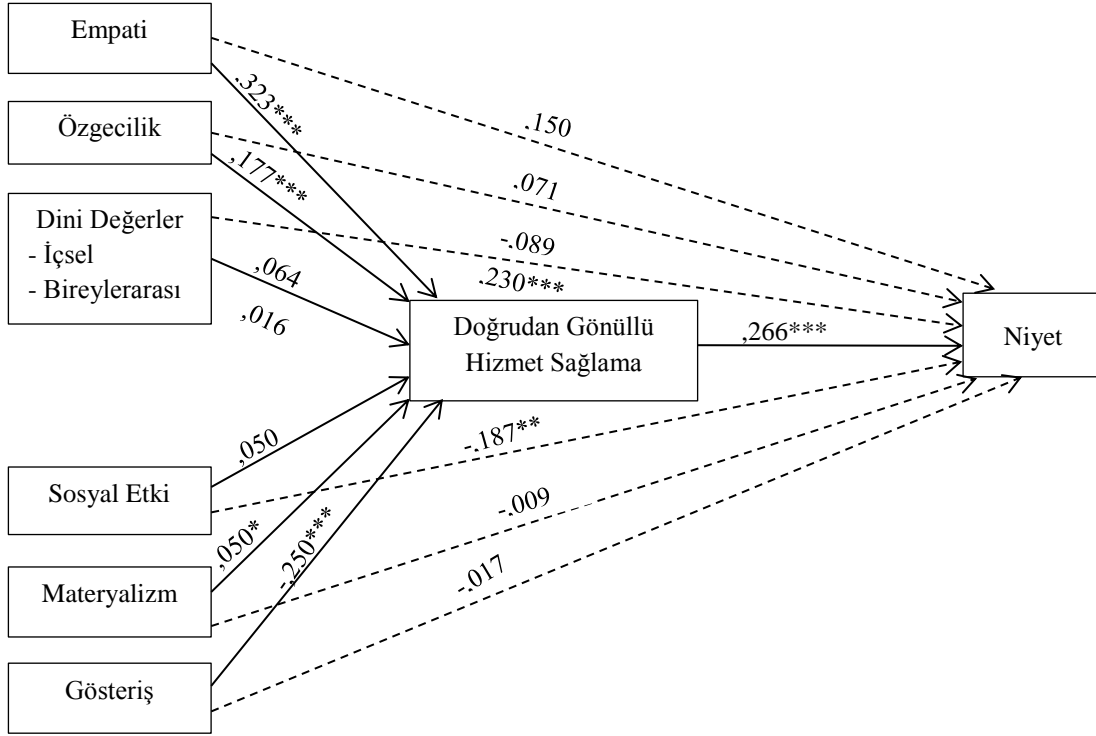 Empati
.323***
.150
Özgecilik
,177***
.071
Dini Değerler
- İçsel
- Bireylerarası
-.089
.230***
,064
,016
Doğrudan Gönüllü
Hizmet Sağlama
,266***
Niyet
Sosyal Etki
,050
-.187**
Materyalizm
,050*
-.009
Gösteriş
-,250***
-.017